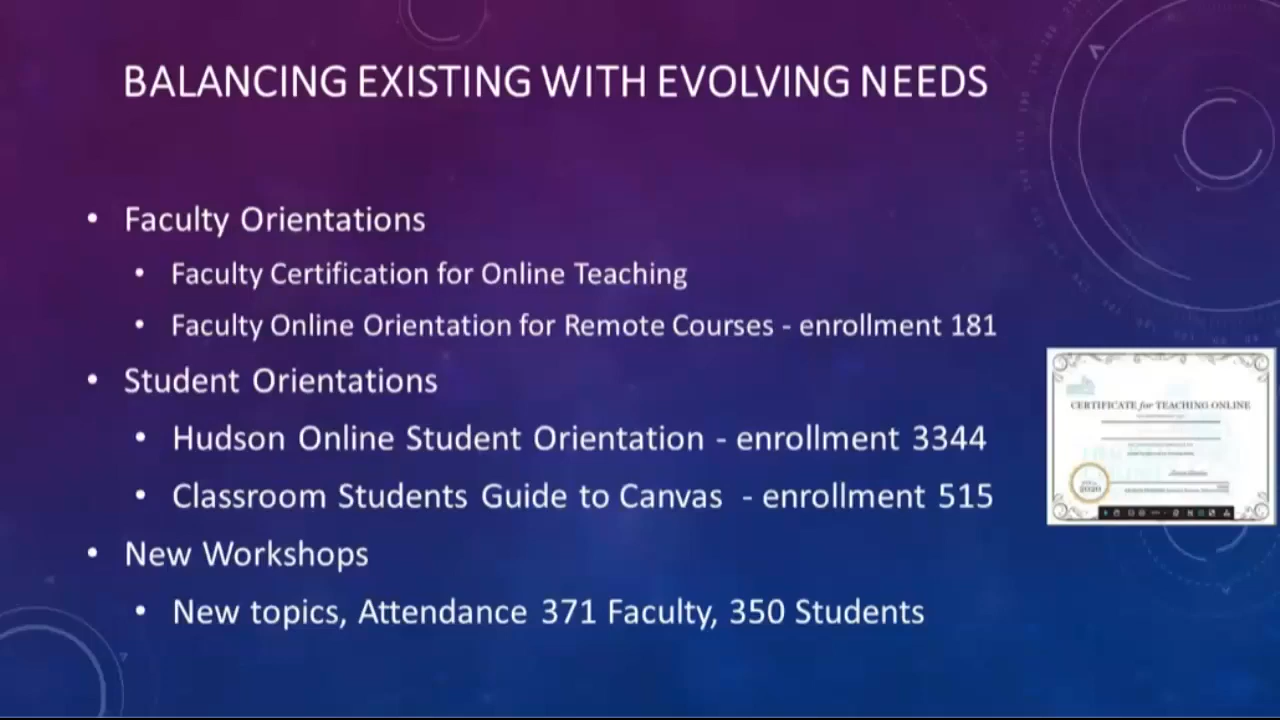 BALANCING EXISTING WITH EVOLVING NEEDS
• Faculty Orientations
• Faculty Certification for Online Teaching
• Faculty Online Orientation for Remote Courses - enrollment 181
• Student Orientations
• Hudson Online Student Orientation - enrollment 3344
• Classroom Students Guide to Canvas - enrollment 515
• New Workshops
• New topics, Attendance 371 Faculty, 350 Students
CERTIFICATE for TEACHING ONLINE
2020